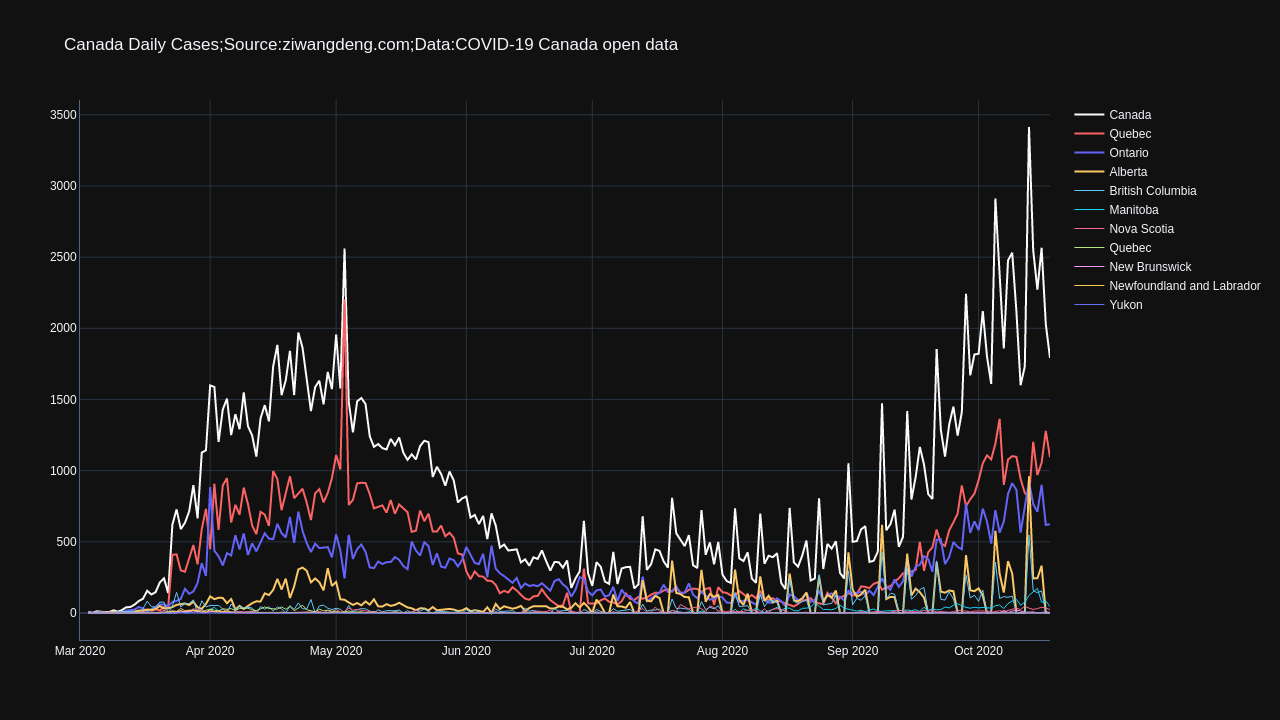 Canada Daily Cases;Source:ziwangdeng.com;Data:COVID-19 Canada open data
3500
3000
2500
2000
1500
1000
500
0
Mar 2020 Apr 2020 May 2020 Jun 2020 Jul 2020 Aug 2020 Sep 2020 Oct 2020
Canada
Quebec
Ontario
Alberta
British Columbia
Manitoba
Nova Scotia
Quebec
New Brunswick
Newfoundland and Labrador
Yukon